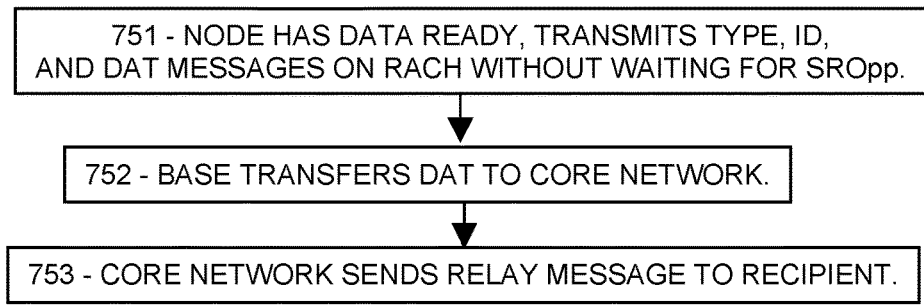 751 - NODE HAS DATA READY, TRANSMITS TYPE, ID,
AND DAT MESSAGES ON RACH WITHOUT WAITING FOR SROpp.
752 - BASE TRANSFERS DAT TO CORE NETWORK.
753 - CORE NETWORK SENDS RELAY MESSAGE TO RECIPIENT.